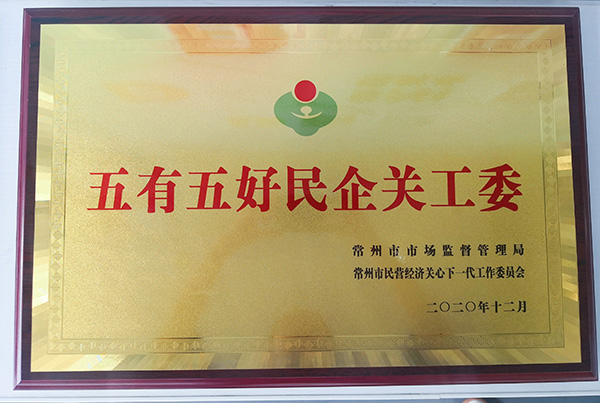 五有五好民企关工委
常州市市场监督管理局
常州市民营经济关心下一代工作委员会
二〇二〇年十二月